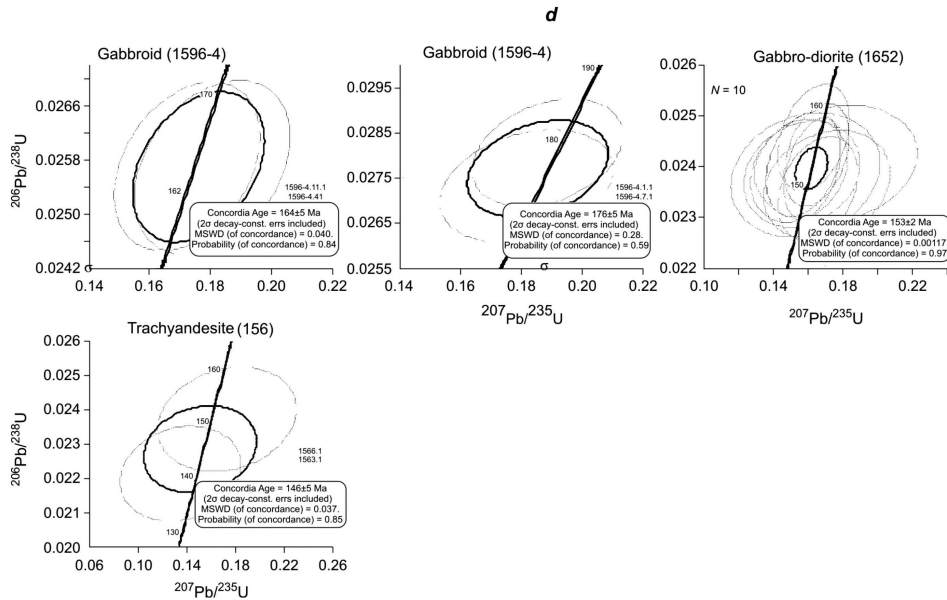 d
Gabbroid (1596-4)
0.0266
0.0258
0.0250
0.0242
206Pb/238U
170
162
1596-4.11.1
1596-4.41
Concordia Age = 164±5 Ma
(2σ decay-const. errs included)
MSWD (of concordance) = 0.040.
Probability (of concordance) = 0.84
σ
0.14 0.16 0.18 0.20 0.22
Gabbroid (1596-4)
0.0295
0.0285
0.0275
0.0265
0.0255
190
180
1596-4.1.1
1596-4.7.1
Concordia Age = 176±5 Ma
(2σ decay-const. errs included)
MSWD (of concordance) = 0.28.
Probability (of concordance) = 0.59
σ
0.14 0.16 0.18 0.20 0.22
207Pb/235U
Gabbro-diorite (1652)
N = 10
0.026
0.025
0.024
0.023
0.022
160
150
Concordia Age = 153±2 Ma
(2σ decay-const. errs included)
MSWD (of concordance) = 0.00117
Probability (of concordance) = 0.97
0.10 0.14 0.18 0.22
207Pb/235U
Trachyandesite (156)
0.026
0.025
0.024
0.023
0.022
0.021
0.020
206Pb/238U
160
150
140
130
1566.1
1563.1
Concordia Age = 146±5 Ma
(2σ decay-const. errs included)
MSWD (of concordance) = 0.037.
Probability (of concordance) = 0.85
0.06 0.10 0.14 0.18 0.22 0.26
207Pb/235U